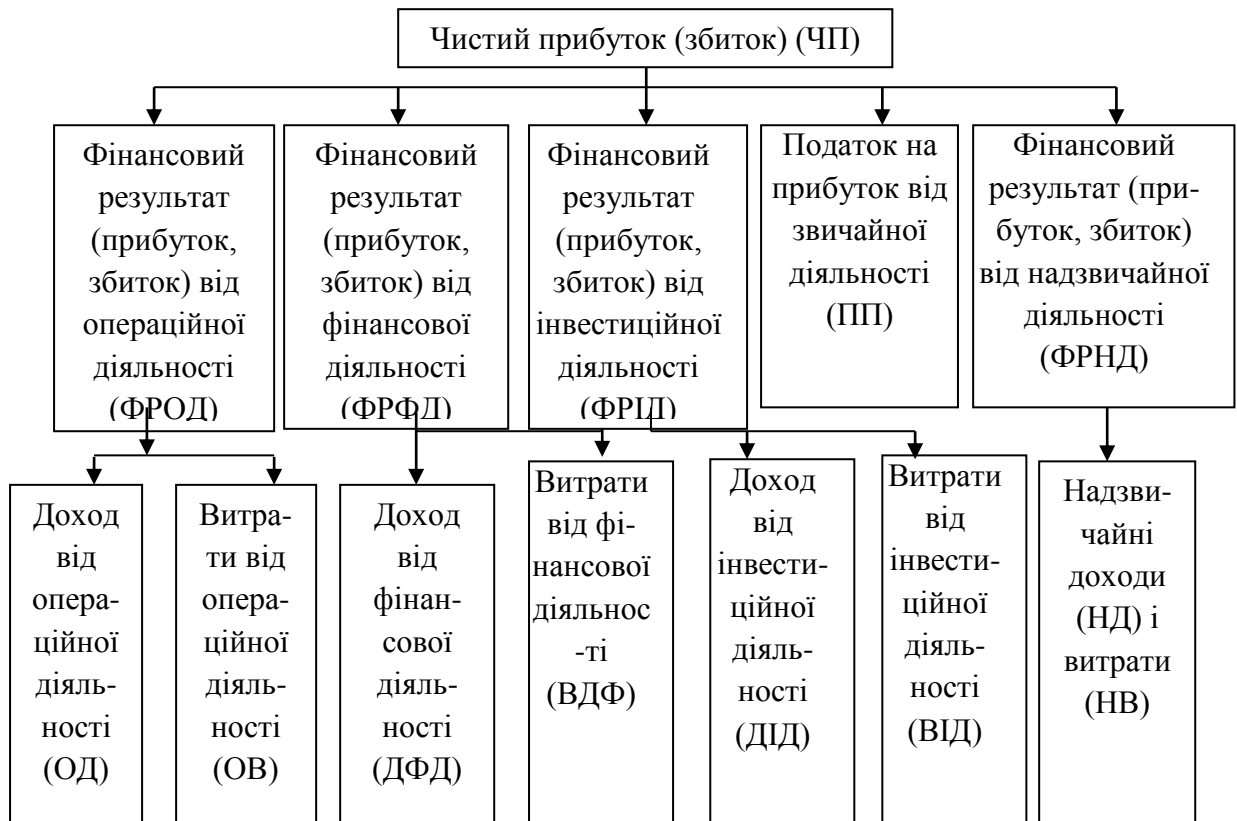 Чистий прибуток (збиток) (ЧП)
Фінансовий
результат
(прибуток,
збиток) від
операційної
діяльності
(ФРОД)
Фінансовий
результат
(прибуток,
збиток) від
фінансової
діяльності
(ФРФД)
Фінансовий
результат
(прибуток,
збиток) від
інвестиційної
діяльності
(ФРІД)
Податок на
прибуток від
звичайної
діяльності
(ПП)
Фінансовий
результат (при-
буток, збиток)
від надзвичайної
діяльності
(ФРНД)
Доход
від
опера-
ційної
діяль-
ності
(ОД)
Витра-
ти від
опера-
ційної
діяль-
ності
(ОВ)
Доход
від
фінан-
сової
діяль-
ності
(ДФД)
Витрати
від фі-
нансової
діяльнос
-ті
(ВДФ)
Доход
від
інвести-
ційної
діяль-
ності
(ДІД)
Витрати
від
інвести-
ційної
діяль-
ності
(ВІД)
Надзви-
чайні
доходи
(НД) і
витрати
(НВ)